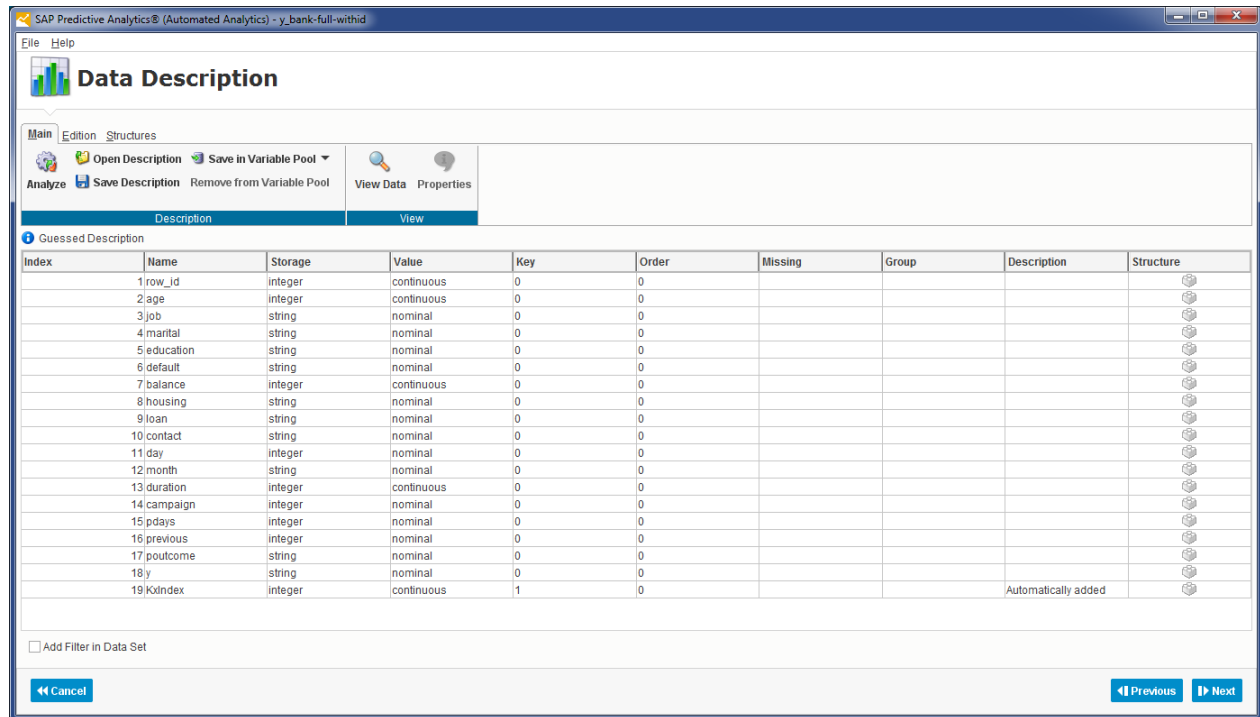 SAP Predictive Analytics® (Automated Analytics) - y_bank-full-withid
File Help
Data Description
Main Edition Structures
Analyze Open Description Save in Variable Pool View Data Properties
Save Description Remove from Variable Pool
Description View
Guessed Description
Index Name Storage Value Key Order Missing Group Description Structure
1 row_id integer continuous 0 0
2 age integer continuous 0 0
3 job string nominal 0 0
4 marital string nominal 0 0
5 education string nominal 0 0
6 default string nominal 0 0
7 balance integer continuous 0 0
8 housing string nominal 0 0
9 loan string nominal 0 0
10 contact string nominal 0 0
11 day integer nominal 0 0
12 month string nominal 0 0
13 duration integer continuous 0 0
14 campaign integer nominal 0 0
15 pdays integer nominal 0 0
16 previous integer nominal 0 0
17 poutcome string nominal 0 0
18 y string nominal 0 0
19 KxIndex integer continuous 1 0 Automatically added
Add Filter in Data Set
Cancel Previous Next